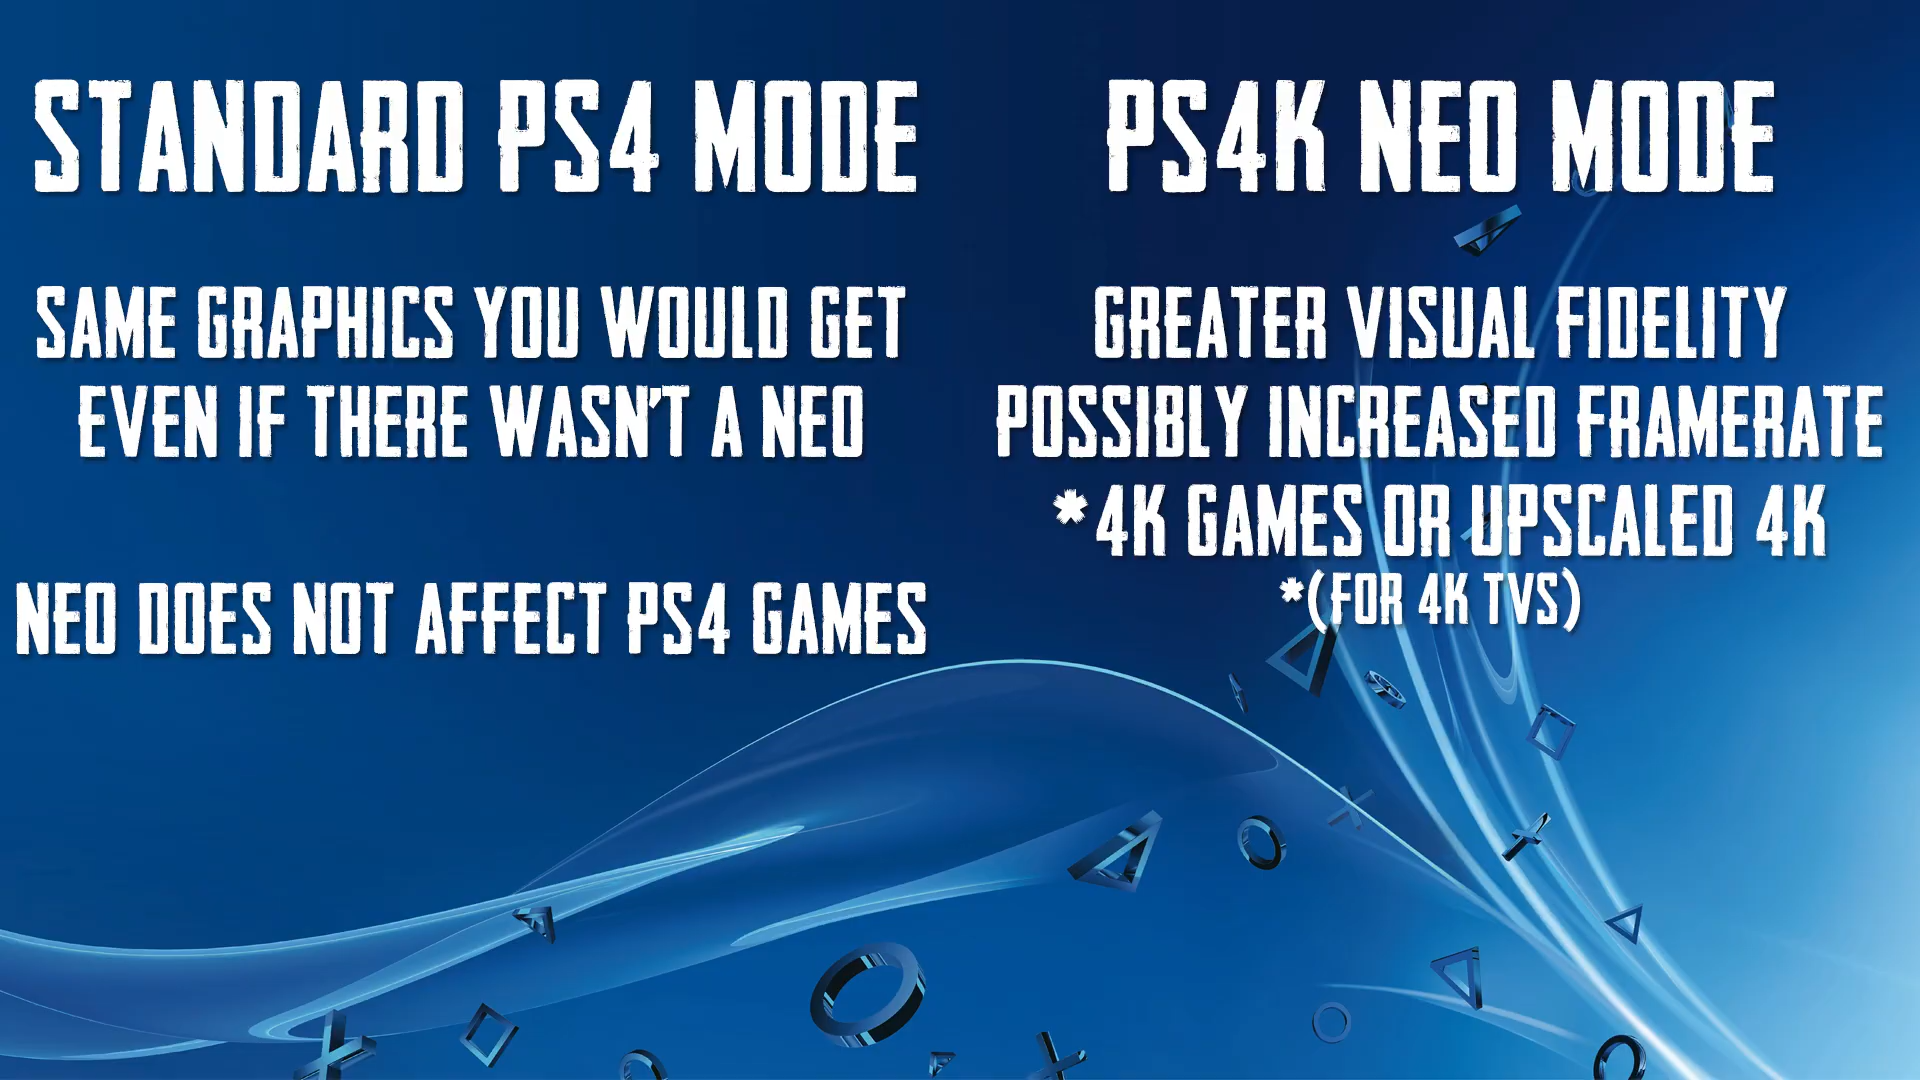 STANDARD PS4 MODE
SAME GRAPHICS YOU WOULD GET
EVEN IF THERE WASN'T A NEO
NEO DOES NOT AFFECT PS4 GAMES
PS4K NEO MODE
GREATER VISUAL FIDELITY
POSSIBLY INCREASED FRAMERATE
*4K GAMES OR UPSCALED 4K
*(FOR 4K TVS)